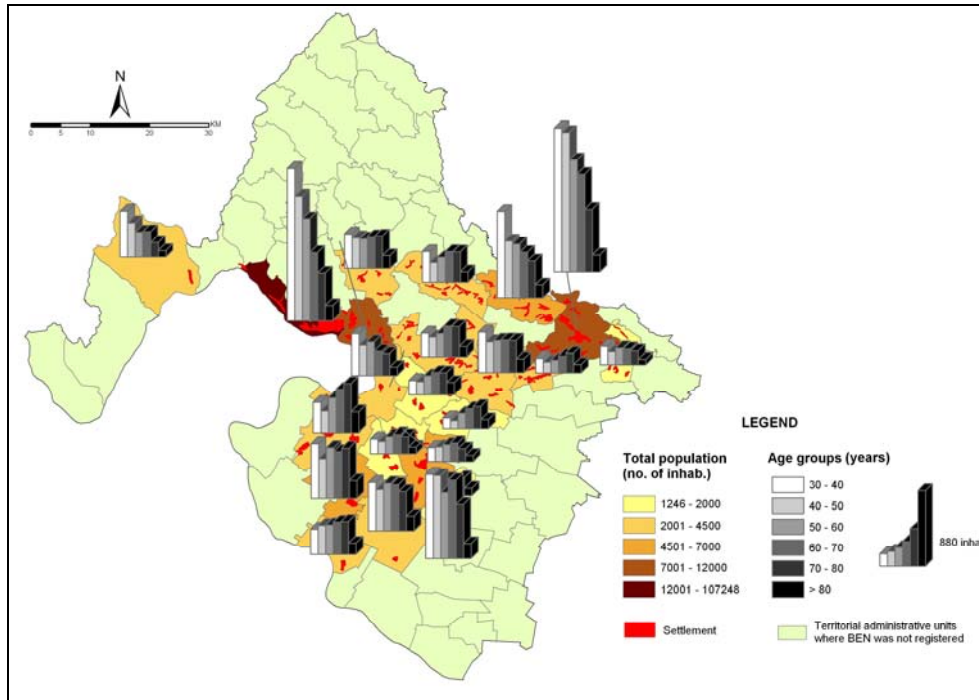 N
KM
0 5 10 20 30
LEGEND
Total population
(no. of inhab.)
1246 - 2000
2001 - 4500
4501 - 7000
7001 - 12000
12001 - 107248
Settlement
Age groups (years)
30 - 40
40 - 50
50 - 60
60 - 70
70 - 80
> 80
880 inha
Territorial administrative units
where BEN was not registered